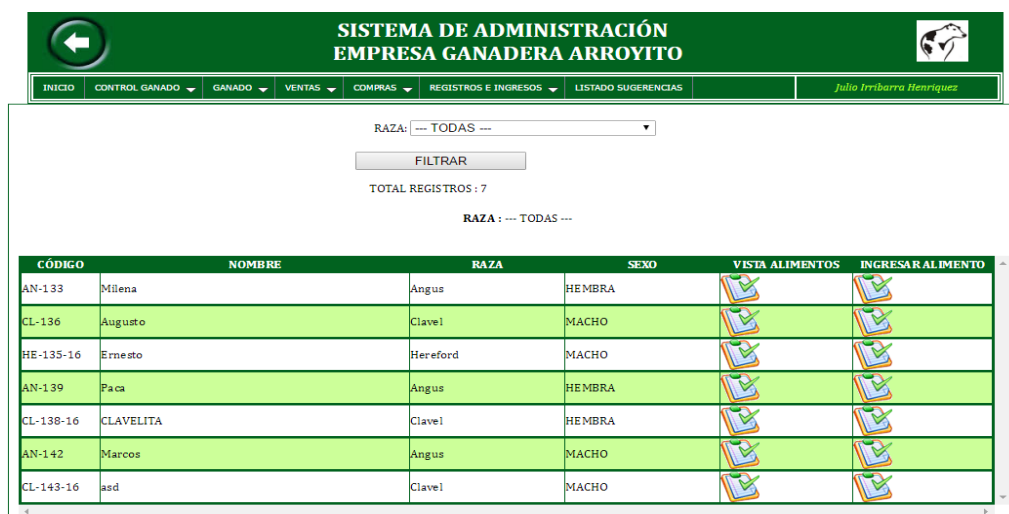 SISTEMA DE ADMINISTRACIÓN
EMPRESA GANADERA ARROYITO
INICIO CONTROL GANADO GANADO VENTAS COMPRAS REGISTROS E INGRESOS LISTADO SUGERENCIAS Julio Irribarra Henriquez
RAZA: --- TODAS ---
FILTRAR
TOTAL REGISTROS : 7
RAZA : --- TODAS ---
CÓDIGO NOMBRE RAZA SEXO VISTA ALIMENTOS INGRESAR ALIMENTO
AN-133 Milena Angus HEMBRA
CL-136 Augusto Clavel MACHO
HE-135-16 Ernesto Hereford MACHO
AN-139 Paca Angus HEMBRA
CL-138-16 CLAVELITA Clavel HEMBRA
AN-142 Marcos Angus MACHO
CL-143-16 asd Clavel MACHO